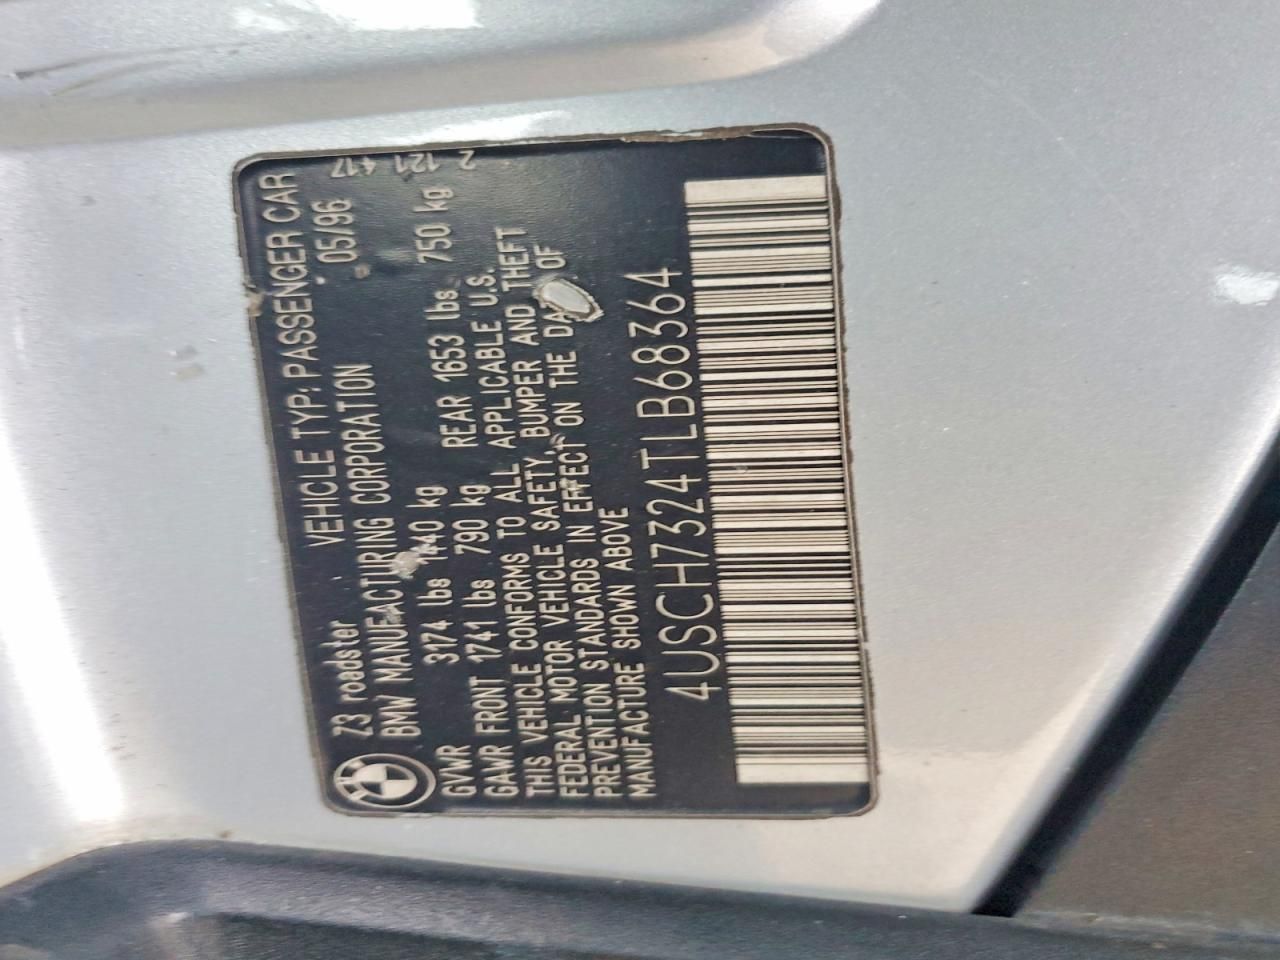 Z3 roadster VEHICLE TYP: PASSENGER CAR
BMW MANUFACTURING CORPORATION 05/96
GVWR 3174 lbs 1440 kg
GAWR FRONT 1741 lbs 790 kg REAR 1653 lbs 750 kg
THIS VEHICLE CONFORMS TO ALL APPLICABLE U.S.
FEDERAL MOTOR VEHICLE SAFETY, BUMPER AND THEFT
PREVENTION STANDARDS IN EFFECT ON THE DA OF
MANUFACTURE SHOWN ABOVE
4USCH7324TLB68364
2 121 417